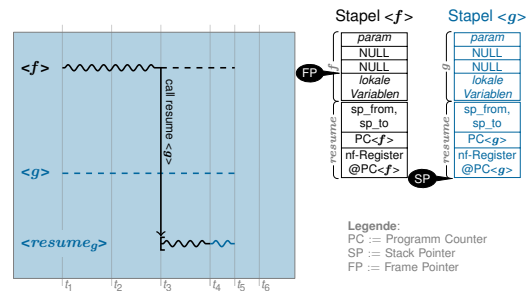 Stapel <f>
Stapel <g>
<f>
<g>
<resume_g>
call resume <g>
t1
t2
t3
t4
t5
t6
FP
f
resume
param
NULL
NULL
lokale
Variablen
sp_from,
sp_to
PC<f>
nf-Register
@PC<f>
SP
g
resume
param
NULL
NULL
lokale
Variablen
sp_from,
sp_to
PC<g>
nf-Register
@PC<g>
Legende:
PC := Programm Counter
SP := Stack Pointer
FP := Frame Pointer